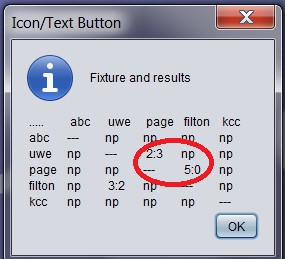 Icon/Text Button
Fixture and results
..... abc uwe page filton kcc
abc --- np np np np
uwe np --- 2:3 np np
page np np --- 5:0 np
filton np 3:2 np --- np
kcc np np np np ---
OK